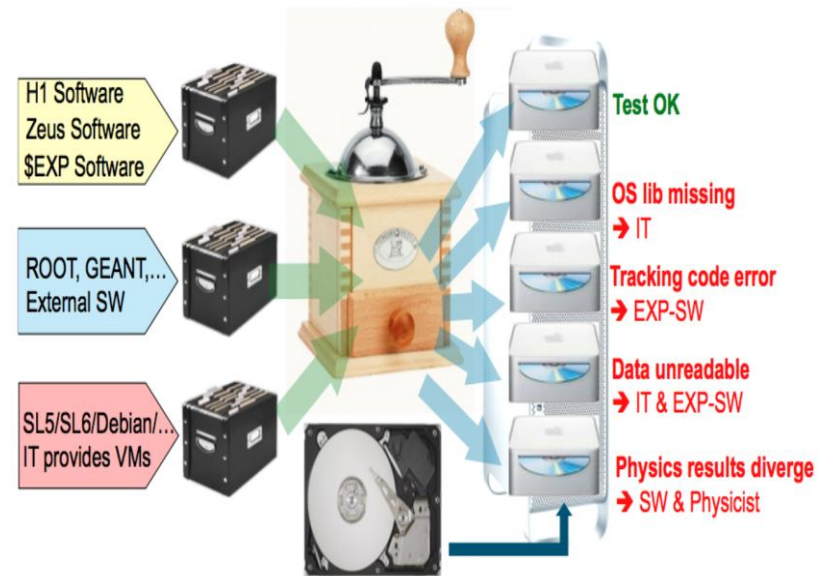 H1 Software
Zeus Software
$EXP Software
ROOT, GEANT,...
External SW
SL5/SL6/Debian/...
IT provides VMs
Test OK
OS lib missing
➔ IT
Tracking code error
➔ EXP-SW
Data unreadable
➔ IT & EXP-SW
Physics results diverge
➔ SW & Physicist